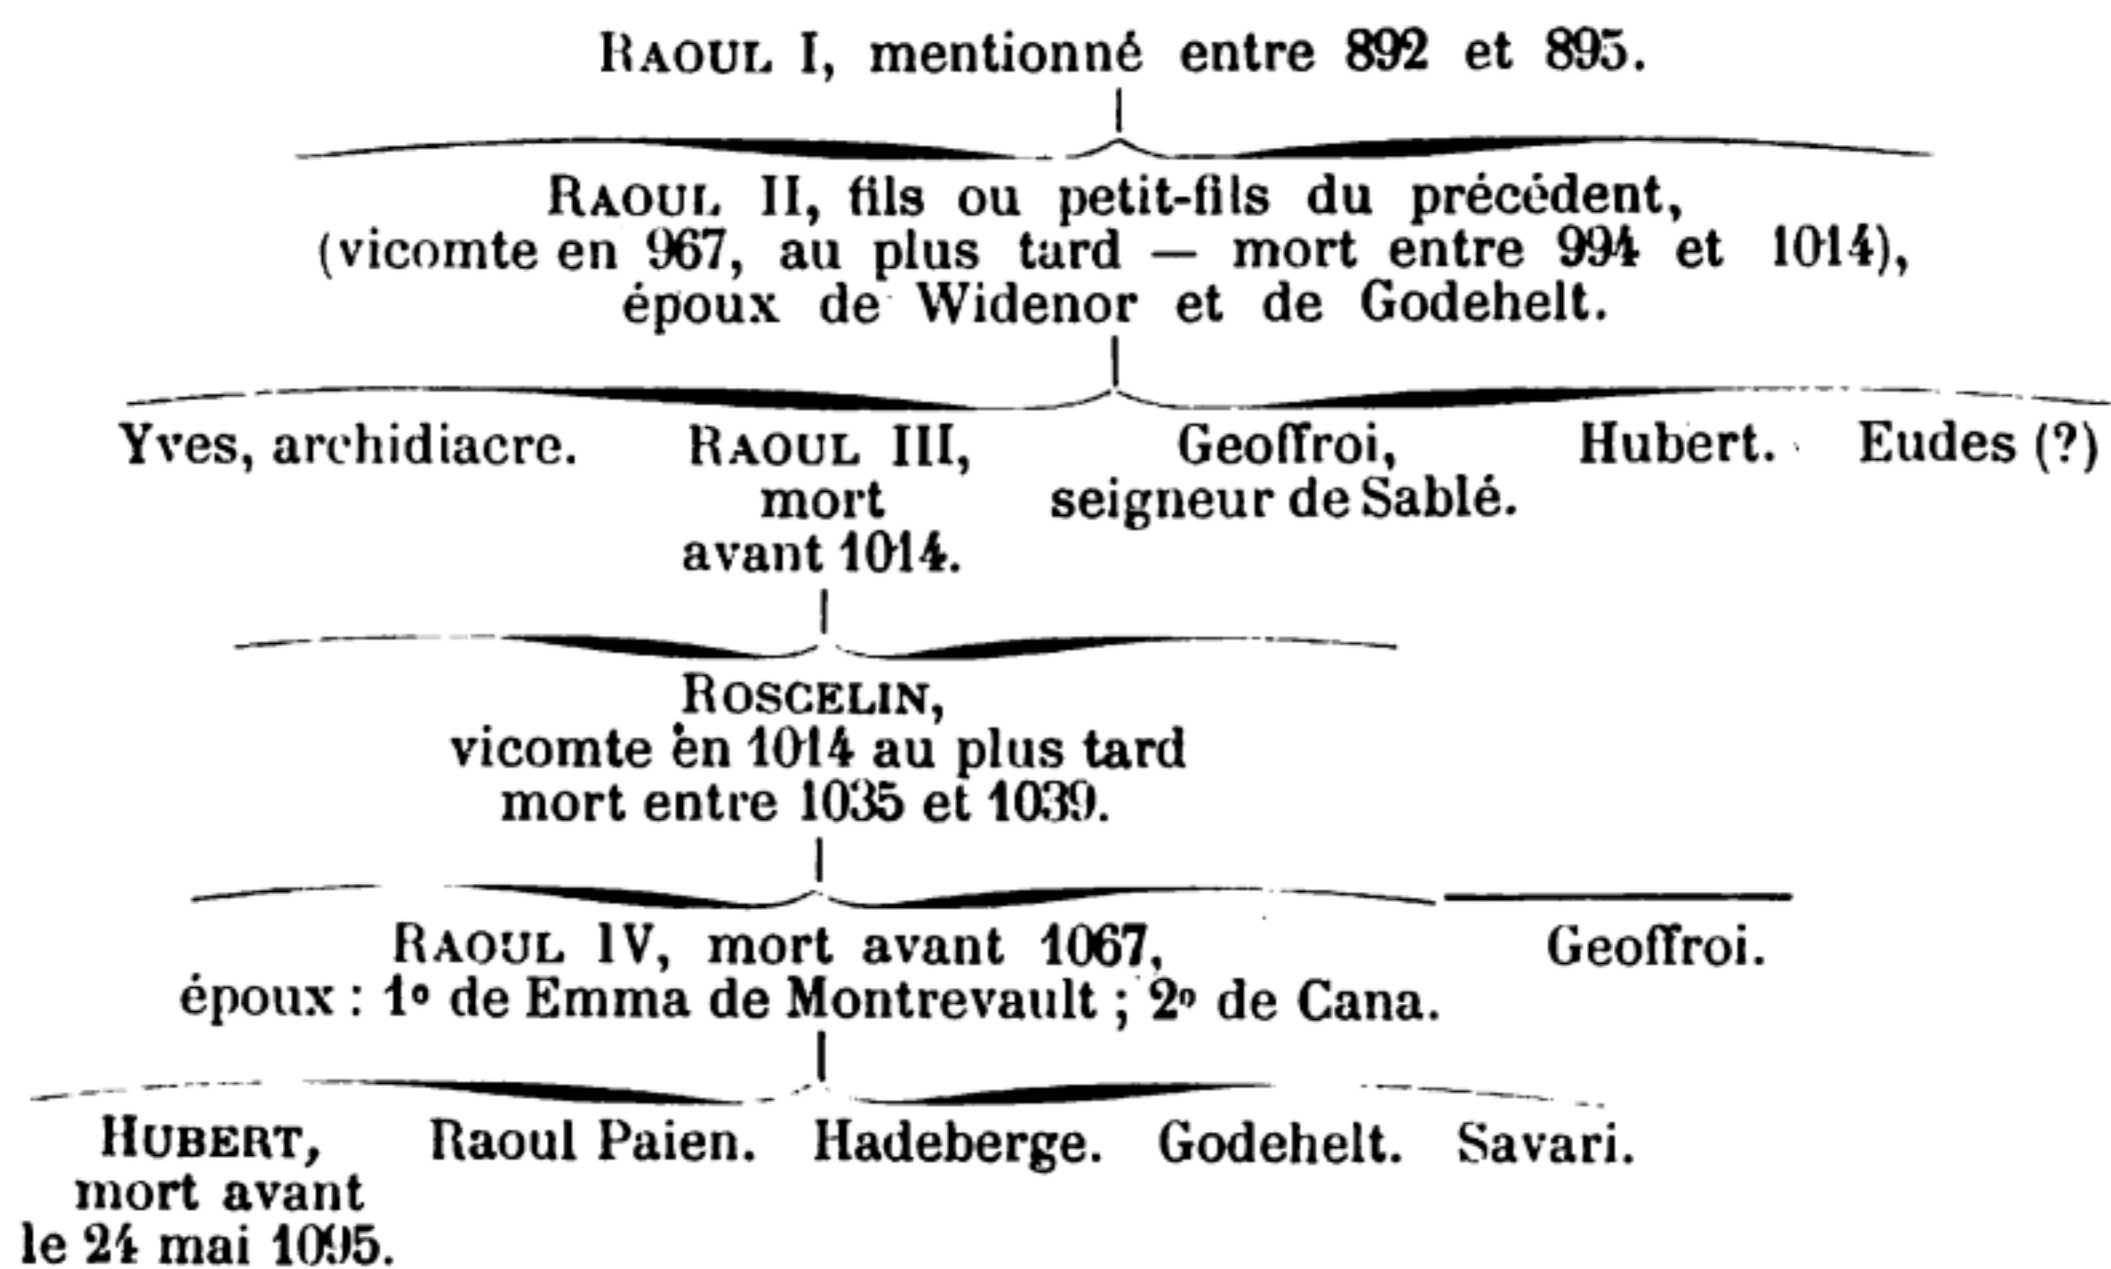 RAOUL I, mentionné entre 892 et 895.
RAOUL II, fils ou petit-fils du précédent,
(vicomte en 967, au plus tard — mort entre 994 et 1014),
époux de Widenor et de Godehelt.
Yves, archidiacre. RAOUL III, Geoffroi, Hubert. Eudes (?)
mort seigneur de Sablé.
avant 1014.
ROSCELIN,
vicomte en 1014 au plus tard
mort entre 1035 et 1039.
RAOUL IV, mort avant 1067, Geoffroi.
époux : 1º de Emma de Montrevault ; 2º de Cana.
HUBERT, Raoul Paien. Hadeberge. Godehelt. Savari.
mort avant
le 24 mai 1095.